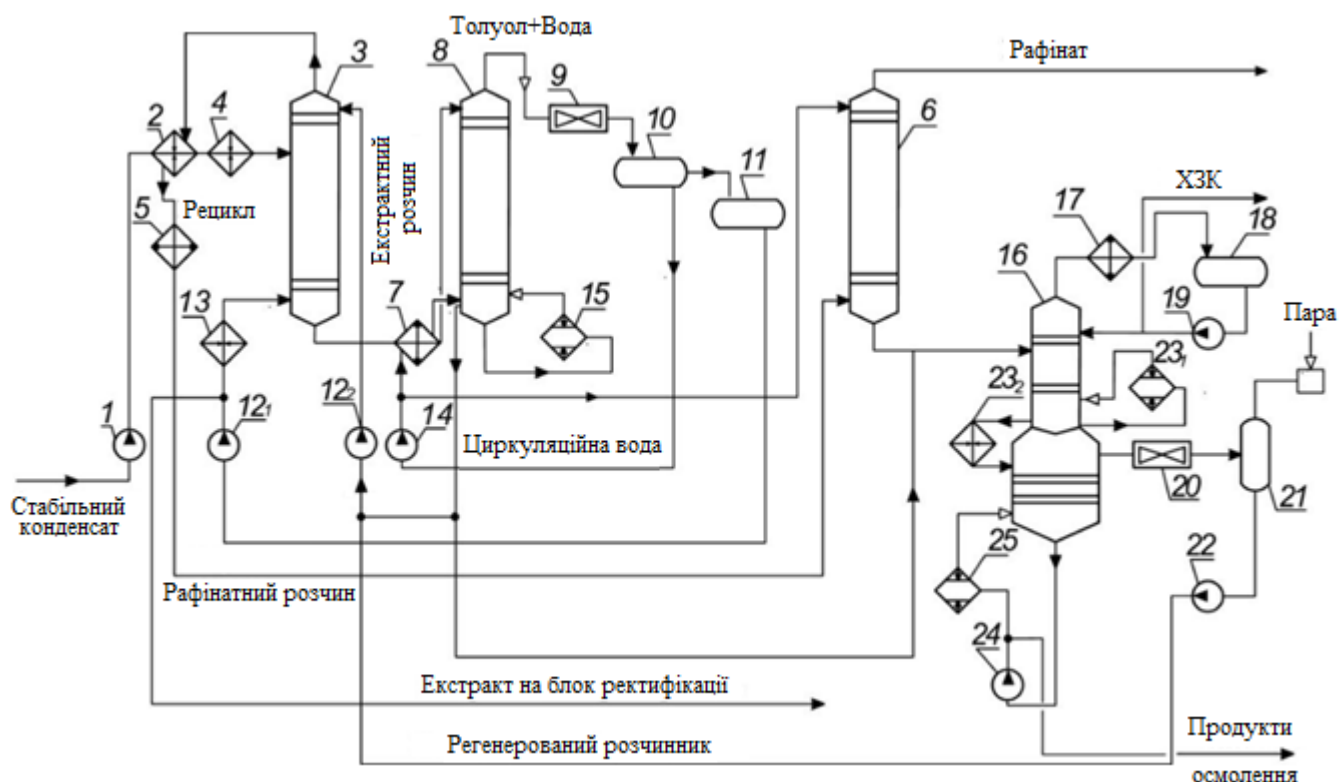 Толуол+Вода
Рафінат
3
8
9
2
4
10
6
11
ХЗК
5
Рецикл
Екстрактний
розчин
17
18
16
13
7
15
19
Пара
23₁
23₂
1
12₁
12₂
14
Циркуляційна вода
20
21
Стабільний
конденсат
25
22
Рафінатний розчин
24
Екстракт на блок ректифікації
Регенерований розчинник
Продукти
осмолення